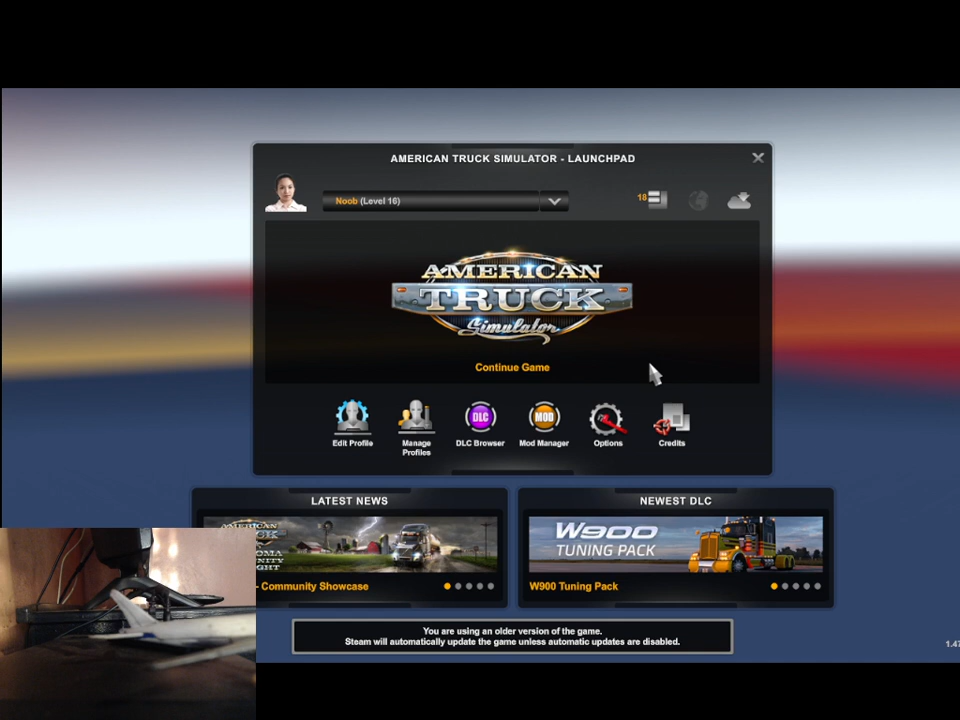 AMERICAN TRUCK SIMULATOR - LAUNCHPAD
Noob (Level 16)
18
AMERICAN
TRUCK
Simulator
Continue Game
Edit Profile
Manage
Profiles
DLC
DLC Browser
MOD
Mod Manager
Options
Credits
LATEST NEWS
AMERICAN
- Community Showcase
NEWEST DLC
W900
TUNING PACK
W900 Tuning Pack
You are using an older version of the game.
Steam will automatically update the game unless automatic updates are disabled.
1.47